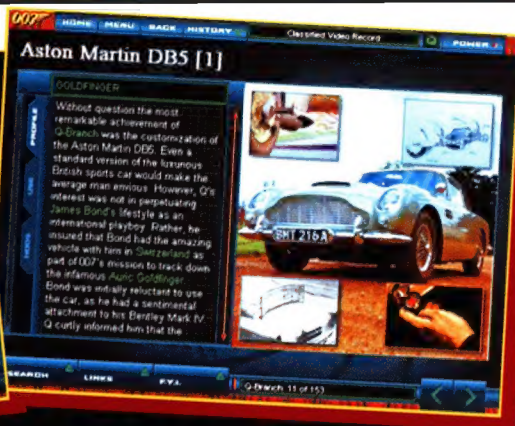 007
HOME MENU BACK HISTORY
Classified Video Record
POWER
Aston Martin DB5 [1]
GOLDFINGER
PROFILE
USE
Without question the most
remarkable achievement of
Q-Branch was the customization of
the Aston Martin DB5. Even a
standard version of the luxurious
British sports car would make the
average man envious. However, Q's
interest was not in perpetuating
James Bond's lifestyle as an
international playboy. Rather, he
insured that Bond had the amazing
vehicle with him in Switzerland as
part of 007's mission to track down
the infamous Auric Goldfinger.
Bond was initially reluctant to use
the car, as he had a sentimental
attachment to his Bentley Mark IV.
Q curtly informed him that the
BMT 216A
SEARCH LINKS F.Y.I.
Q-Branch: 11 of 153